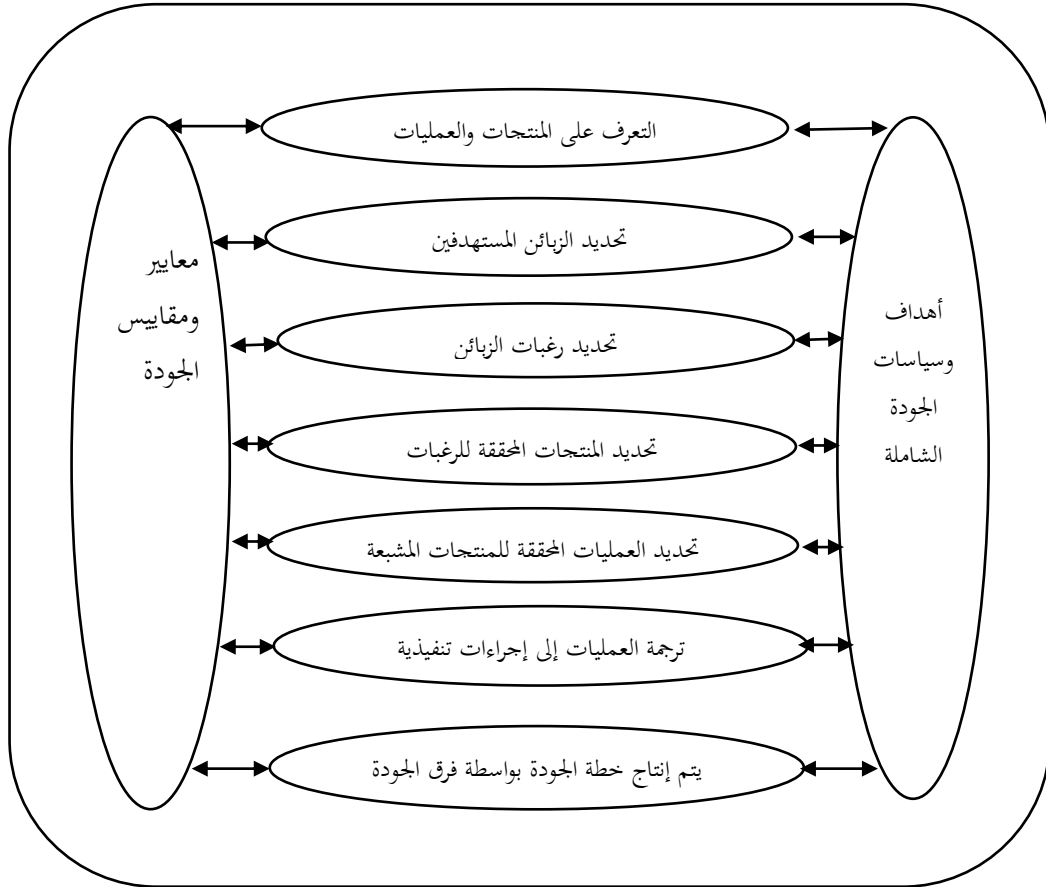 التعرف على المنتجات والعمليات
تحديد الزبائن المستهدفين
تحديد رغبات الزبائن
تحديد المنتجات المحققة للرغبات
تحديد العمليات المحققة للمنتجات المشبعة
ترجمة العمليات إلى إجراءات تنفيذية
يتم إنتاج خطة الجودة بواسطة فرق الجودة
أهداف
وسياسات
الجودة
الشاملة
معايير
ومقاييس
الجودة